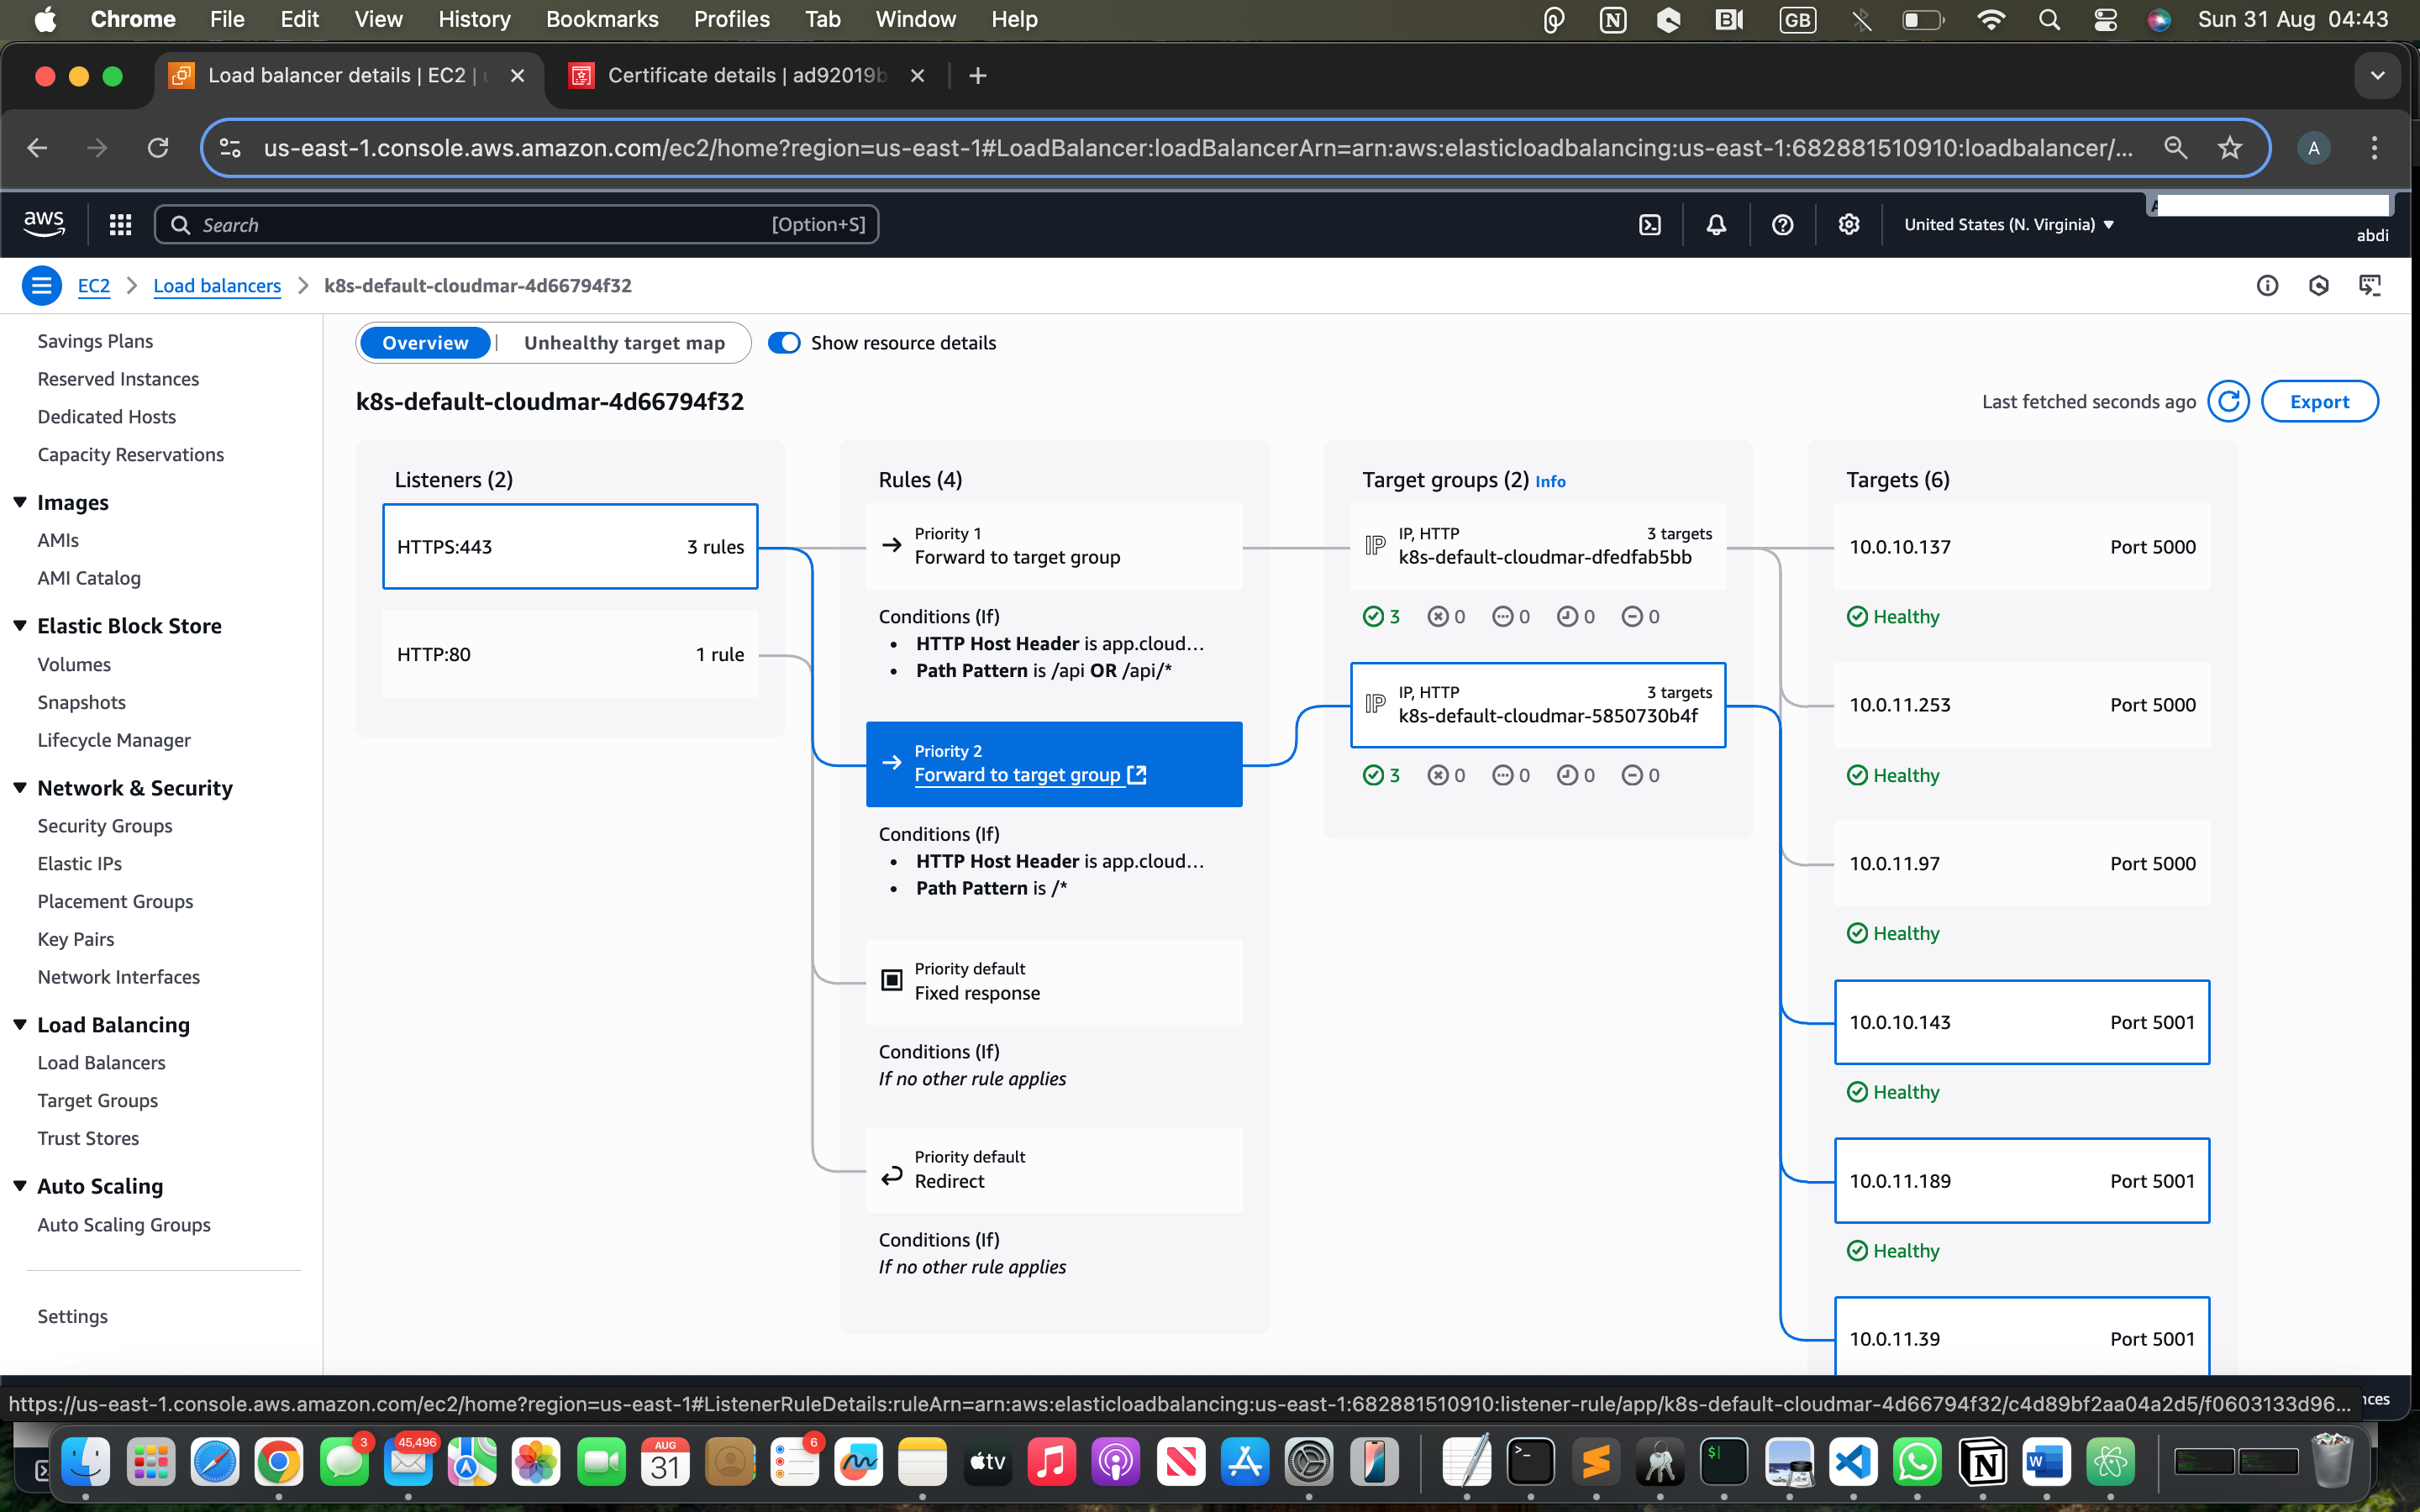 Chrome File Edit View History Bookmarks Profiles Tab Window Help GB Sun 31 Aug 04:43
Load balancer details | EC2 |
Certificate details | ad92019b
us-east-1.console.aws.amazon.com/ec2/home?region=us-east-1#LoadBalancer:loadBalancerArn=arn:aws:elasticloadbalancing:us-east-1:682881510910:loadbalancer/...
A
aws Search [Option+S] United States (N. Virginia) ▼
abdi
EC2 > Load balancers > k8s-default-cloudmar-4d66794f32
Savings Plans
Reserved Instances
Dedicated Hosts
Capacity Reservations
Images
AMIs
AMI Catalog
Elastic Block Store
Volumes
Snapshots
Lifecycle Manager
Network & Security
Security Groups
Elastic IPs
Placement Groups
Key Pairs
Network Interfaces
Load Balancing
Load Balancers
Target Groups
Trust Stores
Auto Scaling
Auto Scaling Groups
Settings
Overview | Unhealthy target map Show resource details
k8s-default-cloudmar-4d66794f32
Last fetched seconds ago
Export
Listeners (2)
HTTPS:443 3 rules
HTTP:80 1 rule
Rules (4)
Priority 1
Forward to target group
Conditions (If)
• HTTP Host Header is app.cloud...
• Path Pattern is /api OR /api/*
Priority 2
Forward to target group
Conditions (If)
• HTTP Host Header is app.cloud...
• Path Pattern is /*
Priority default
Fixed response
Conditions (If)
If no other rule applies
Priority default
Redirect
Conditions (If)
If no other rule applies
Target groups (2) Info
IP, HTTP 3 targets
IP k8s-default-cloudmar-dfedfab5bb
3 0 0 0 0
IP, HTTP 3 targets
IP k8s-default-cloudmar-5850730b4f
3 0 0 0 0
Targets (6)
10.0.10.137 Port 5000
Healthy
10.0.11.253 Port 5000
Healthy
10.0.11.97 Port 5000
Healthy
10.0.10.143 Port 5001
Healthy
10.0.11.189 Port 5001
Healthy
10.0.11.39 Port 5001
https://us-east-1.console.aws.amazon.com/ec2/home?region=us-east-1#ListenerRuleDetails:ruleArn=arn:aws:elasticloadbalancing:us-east-1:682881510910:listener-rule/app/k8s-default-cloudmar-4d66794f32/c4d89bf2aa04a2d5/f0603133d96...
3
45,496
AUG
31
6
tv